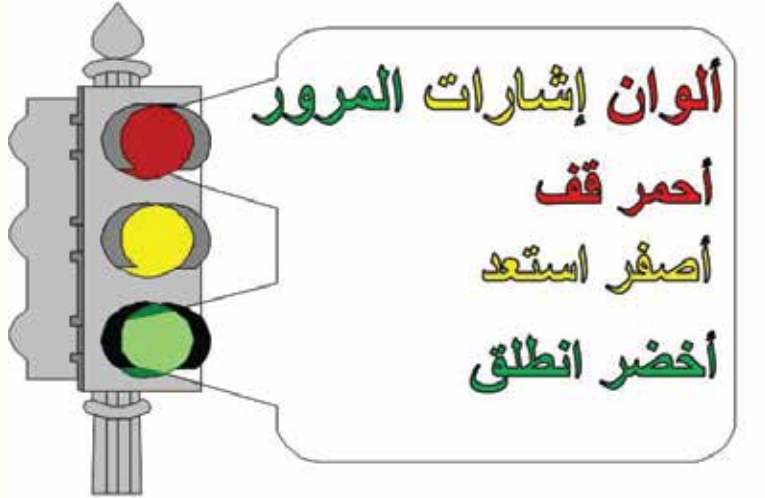 ألوان إشارات المرور
أحمر قف
أصفر استعد
أخضر انطلق